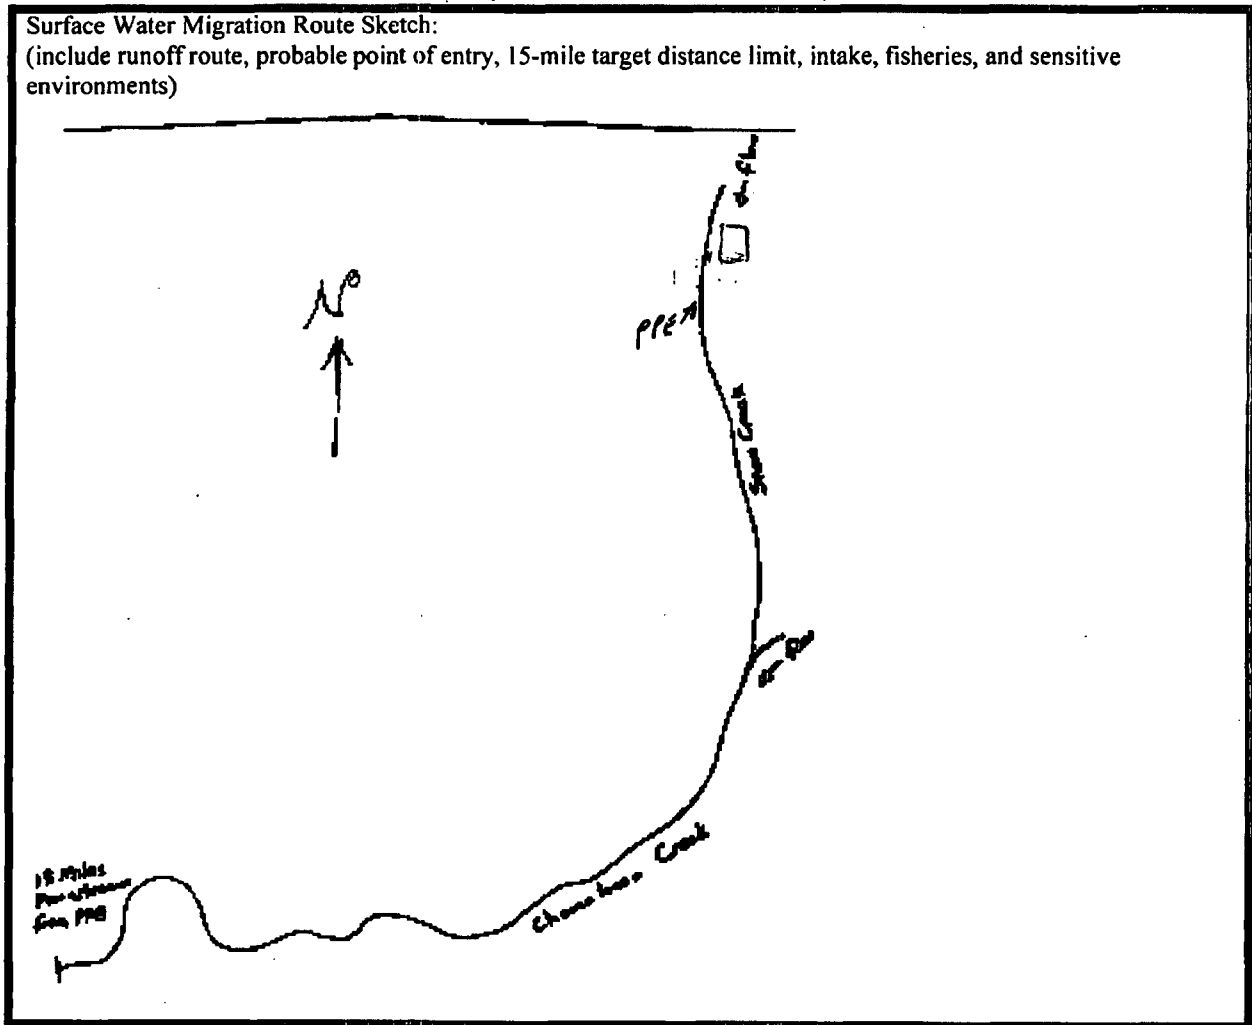 Surface Water Migration Route Sketch:
(include runoff route, probable point of entry, 15-mile target distance limit, intake, fisheries, and sensitive
environments)
N
PPE
Creek
Creek
15 Miles
from PPE